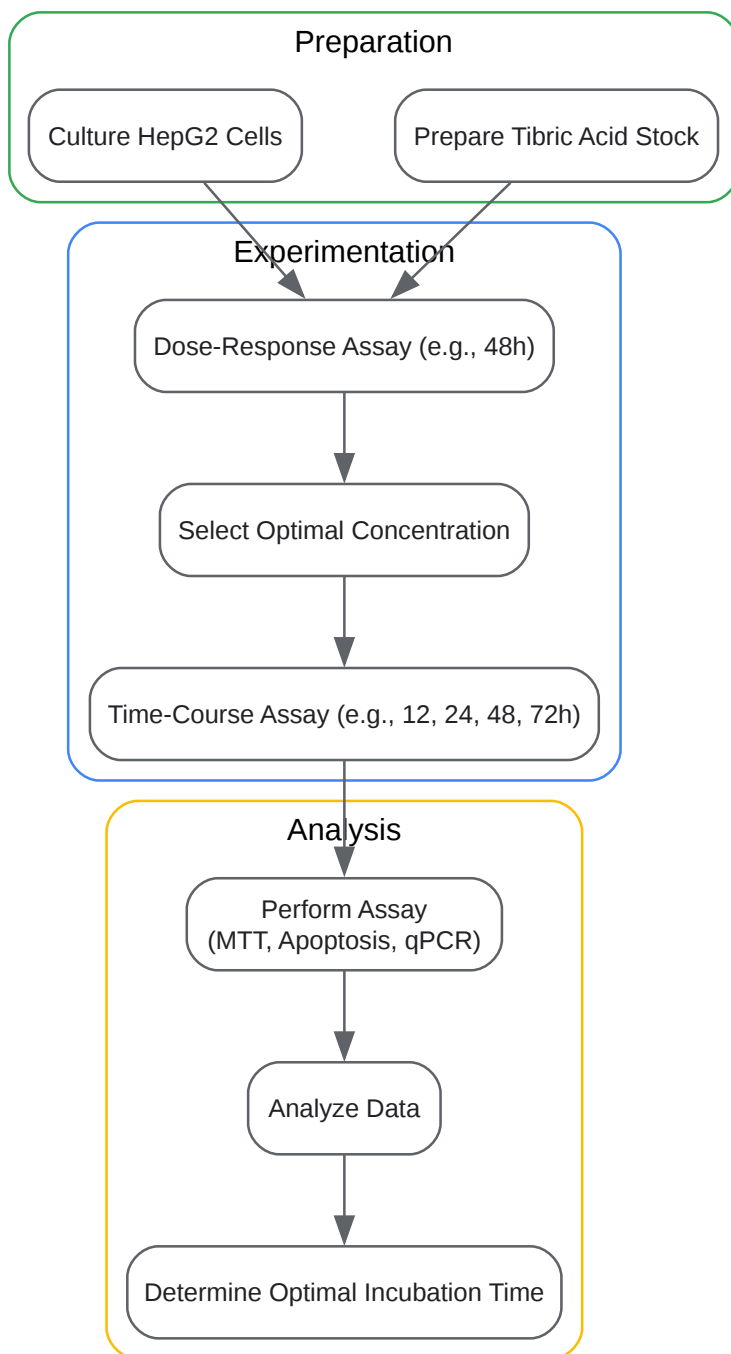 Preparation
Culture HepG2 Cells
Prepare Tibric Acid Stock
Experimentation
Dose-Response Assay (e.g., 48h)
Select Optimal Concentration
Time-Course Assay (e.g., 12, 24, 48, 72h)
Analysis
Perform Assay
(MTT, Apoptosis, qPCR)
Analyze Data
Determine Optimal Incubation Time